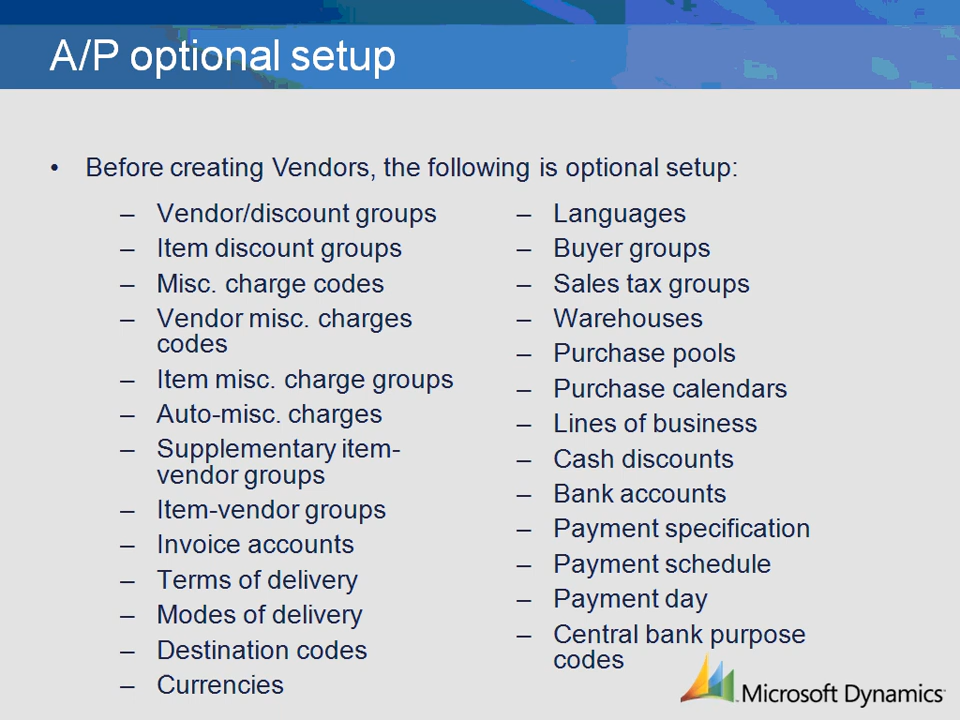 A/P optional setup
• Before creating Vendors, the following is optional setup:
– Vendor/discount groups
– Item discount groups
– Misc. charge codes
– Vendor misc. charges
codes
– Item misc. charge groups
– Auto-misc. charges
– Supplementary item-
vendor groups
– Item-vendor groups
– Invoice accounts
– Terms of delivery
– Modes of delivery
– Destination codes
– Currencies
– Languages
– Buyer groups
– Sales tax groups
– Warehouses
– Purchase pools
– Purchase calendars
– Lines of business
– Cash discounts
– Bank accounts
– Payment specification
– Payment schedule
– Payment day
– Central bank purpose
codes
Microsoft Dynamics